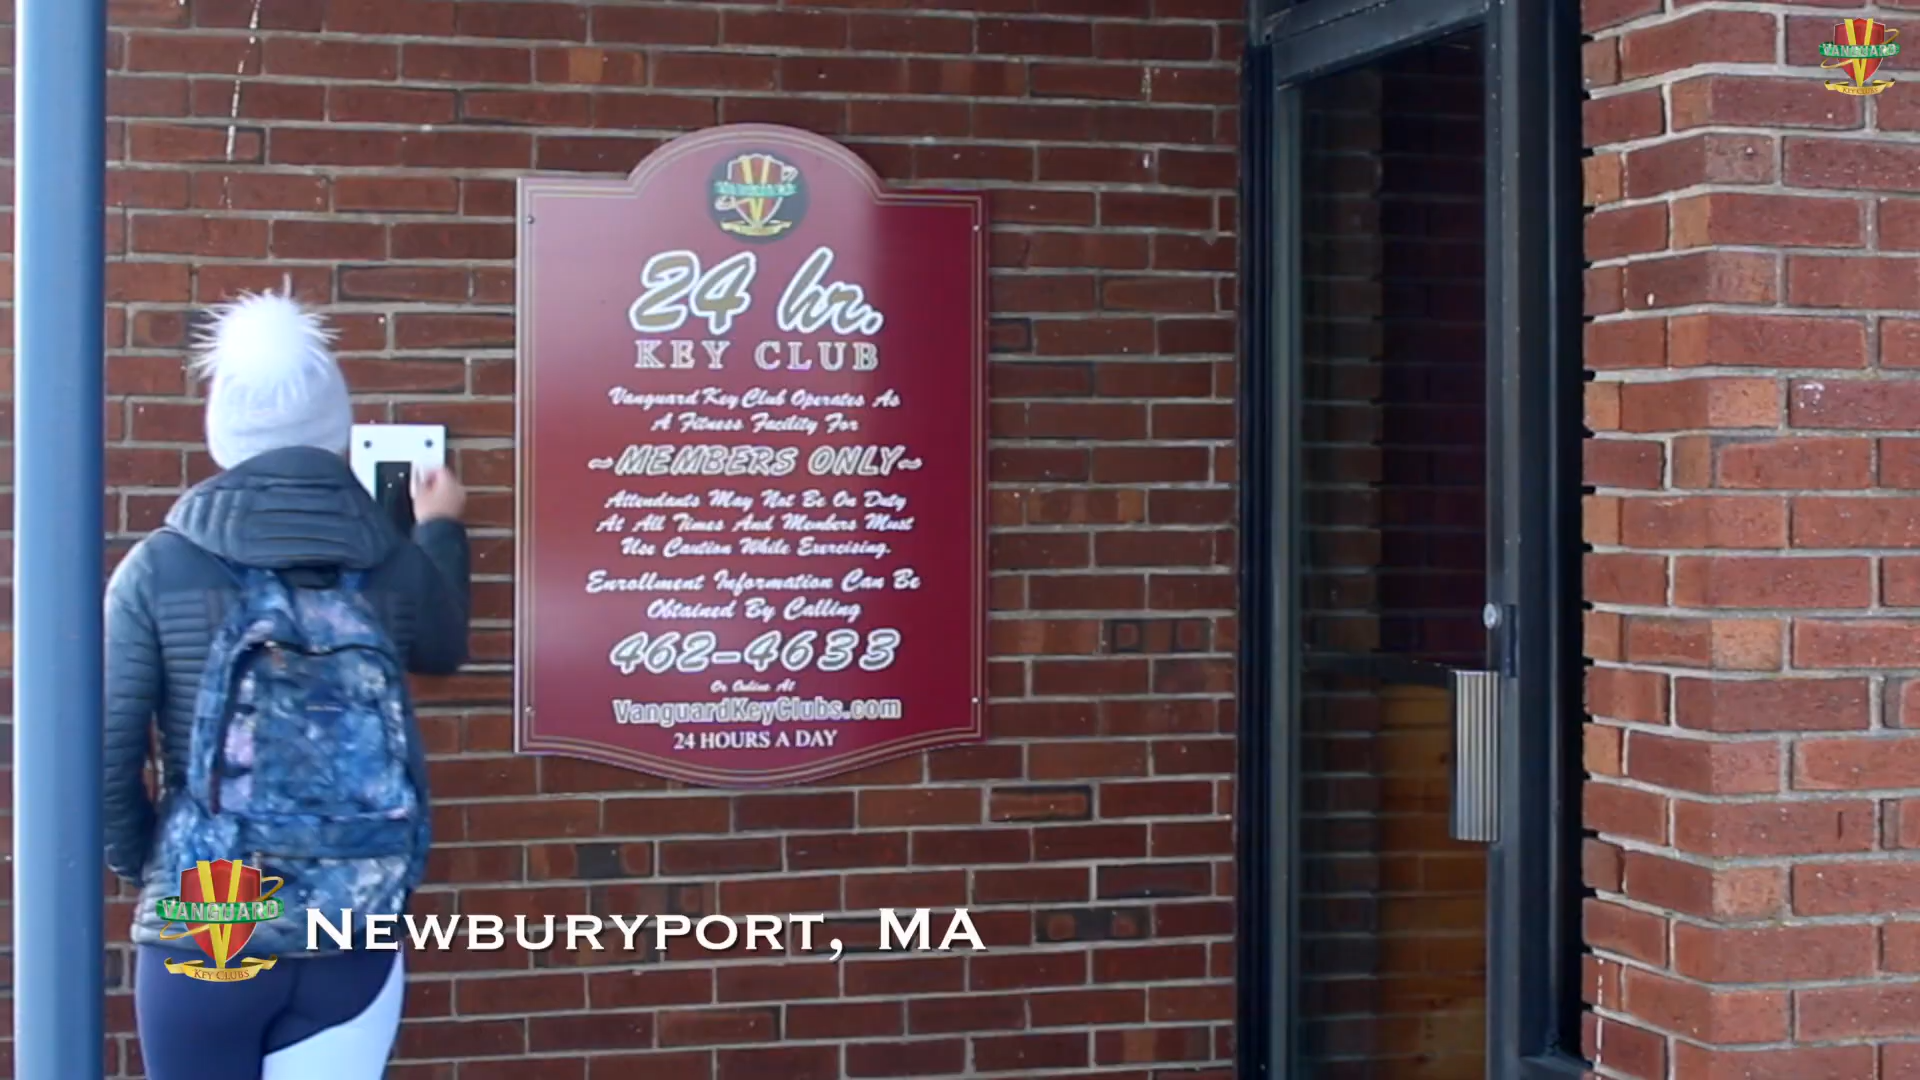 VANGUARD
KEY CLUBS
VANGUARD
24 hr.
KEY CLUB
Vanguard Key Club Operates As
A Fitness Facility For
~MEMBERS ONLY~
Attendants May Not Be On Duty
At All Times And Members Must
Use Caution While Exercising.
Enrollment Information Can Be
Obtained By Calling
462-4633
Or Online At
VanguardKeyClubs.com
24 HOURS A DAY
VANGUARD
KEY CLUBS
NEWBURYPORT, MA